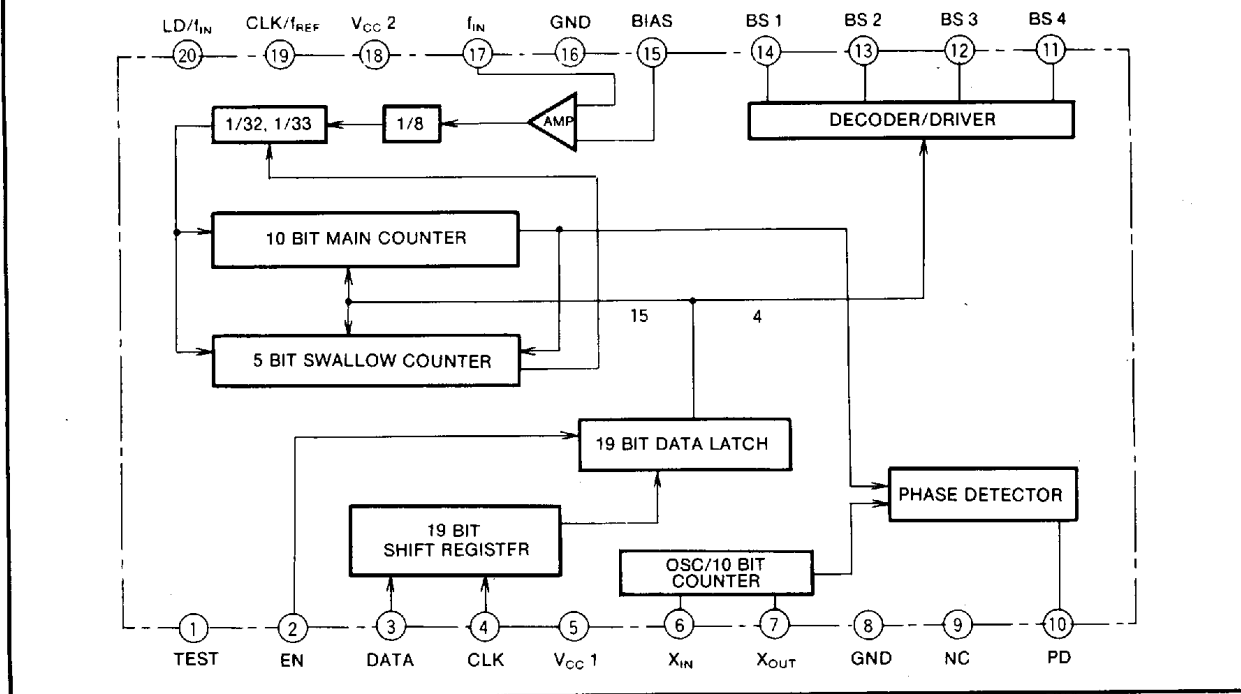 LD/fIN CLK/fREF VCC 2 fIN GND BIAS BS 1 BS 2 BS 3 BS 4
20 19 18 17 16 15 14 13 12 11
1/32, 1/33 1/8 AMP DECODER/DRIVER
10 BIT MAIN COUNTER
15 4
5 BIT SWALLOW COUNTER
19 BIT DATA LATCH
PHASE DETECTOR
19 BIT
SHIFT REGISTER
OSC/10 BIT
COUNTER
1 2 3 4 5 6 7 8 9 10
TEST EN DATA CLK VCC 1 XIN XOUT GND NC PD